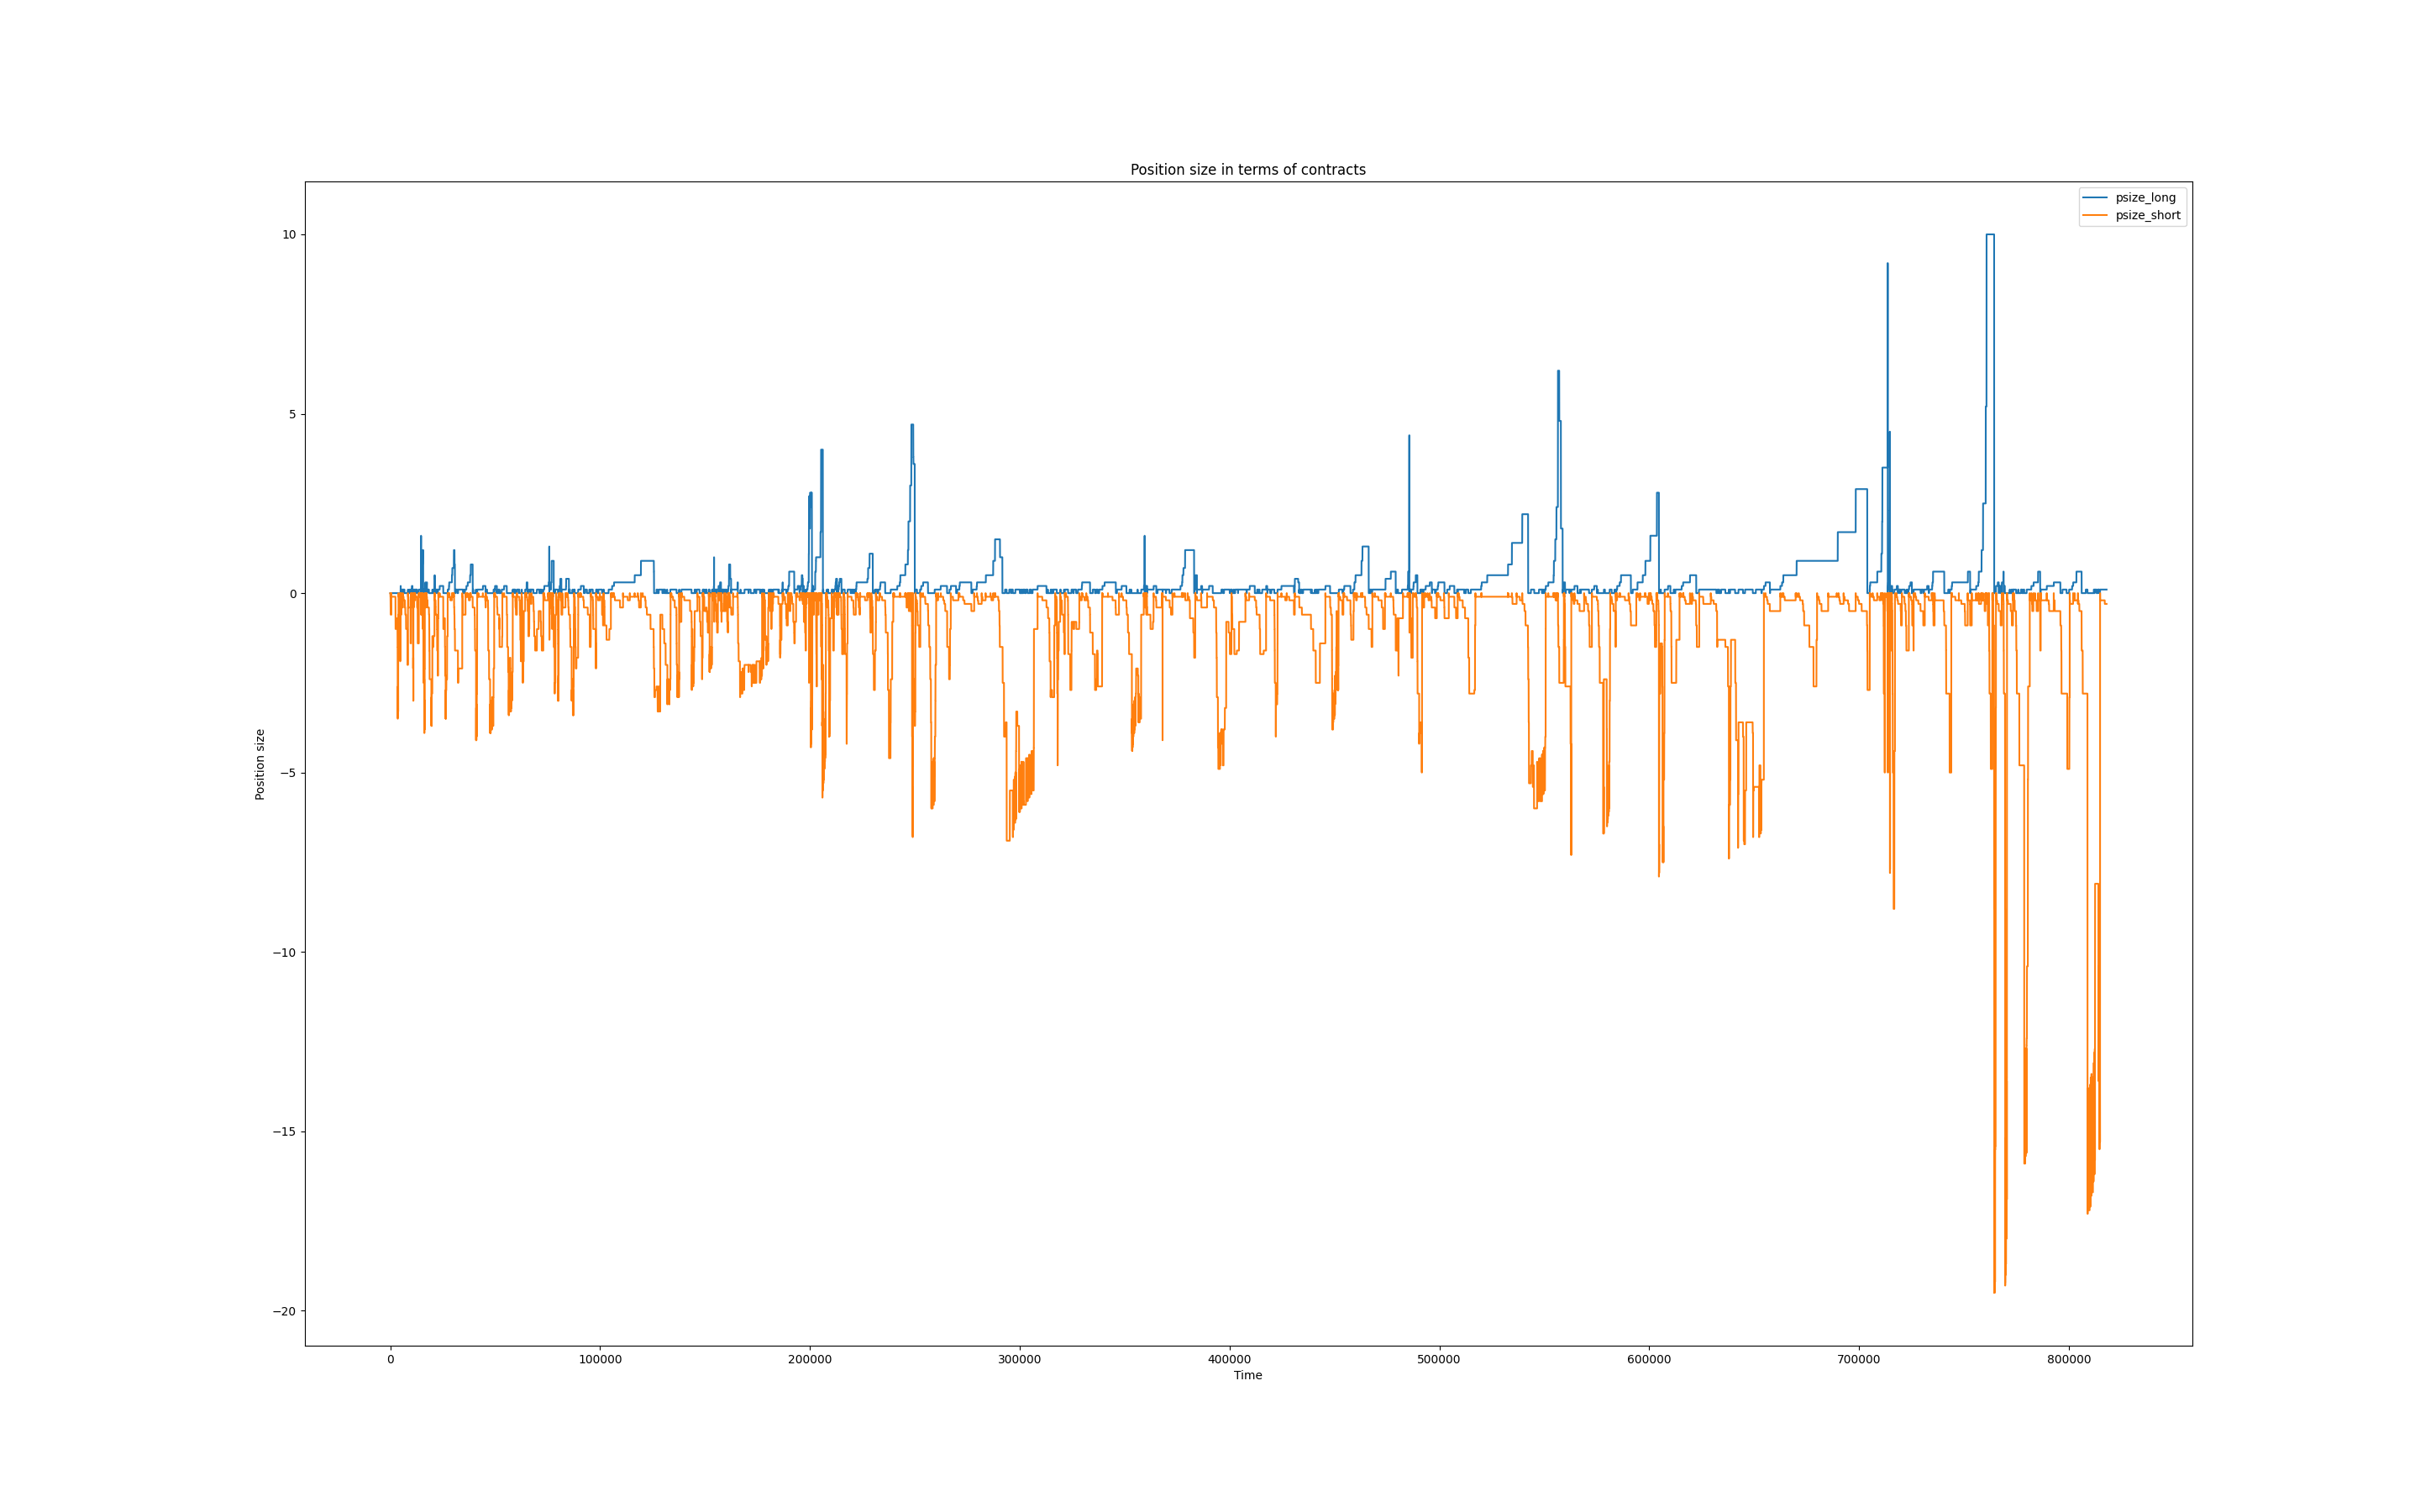 Position size in terms of contracts
psize_long
psize_short
10
5
0
−5
−10
−15
−20
Position size
0 100000 200000 300000 400000 500000 600000 700000 800000
Time